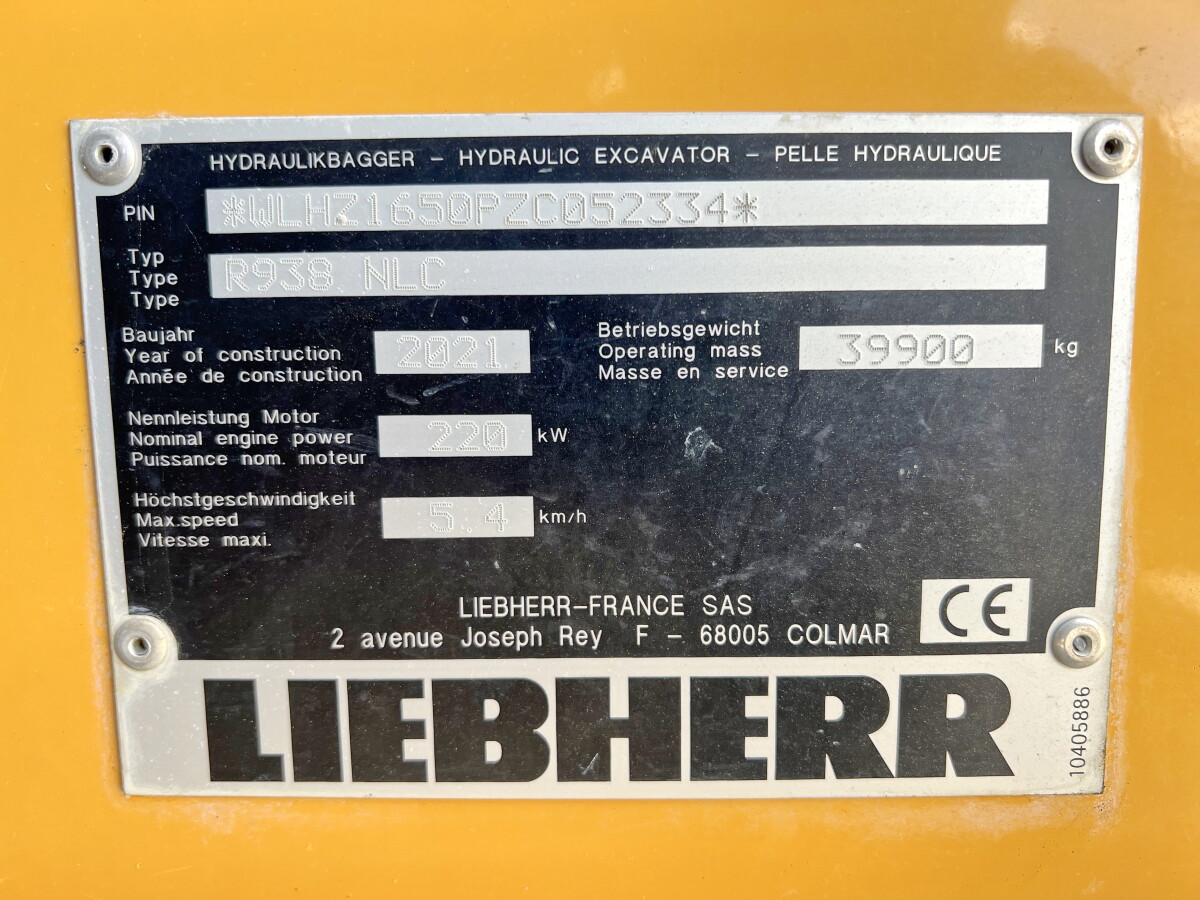 HYDRAULIKBAGGER – HYDRAULIC EXCAVATOR – PELLE HYDRAULIQUE
PIN *WLHZ1650PZC052334*
Typ
Type R938 NLC
Type
Baujahr
Year of construction 2021
Année de construction
Betriebsgewicht
Operating mass 39900 kg
Masse en service
Nennleistung Motor
Nominal engine power 220 kW
Puissance nom. moteur
Höchstgeschwindigkeit
Max.speed 5.4 km/h
Vitesse maxi.
LIEBHERR-FRANCE SAS
2 avenue Joseph Rey F – 68005 COLMAR
CE
LIEBHERR
10405886